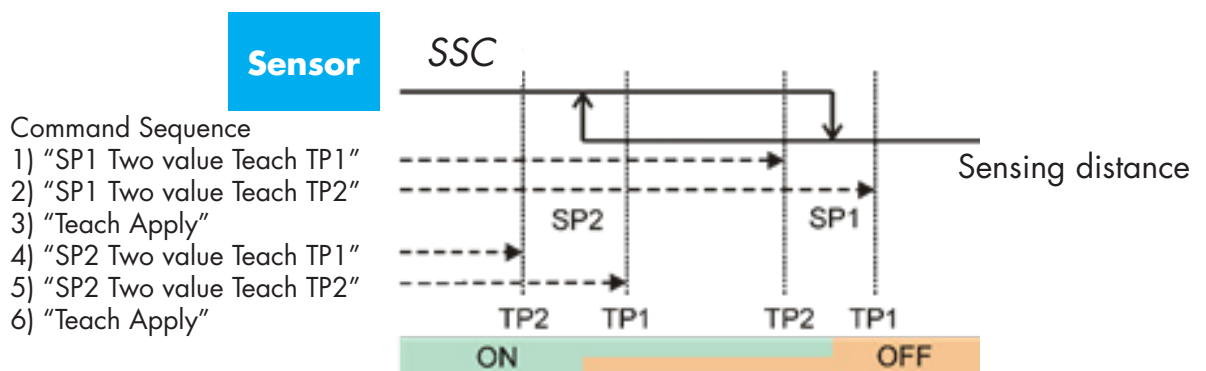 Sensor
SSC
Command Sequence
1) “SP1 Two value Teach TP1”
2) “SP1 Two value Teach TP2”
3) “Teach Apply”
4) “SP2 Two value Teach TP1”
5) “SP2 Two value Teach TP2”
6) “Teach Apply”
Sensing distance
SP2 SP1
TP2 TP1 TP2 TP1
ON OFF